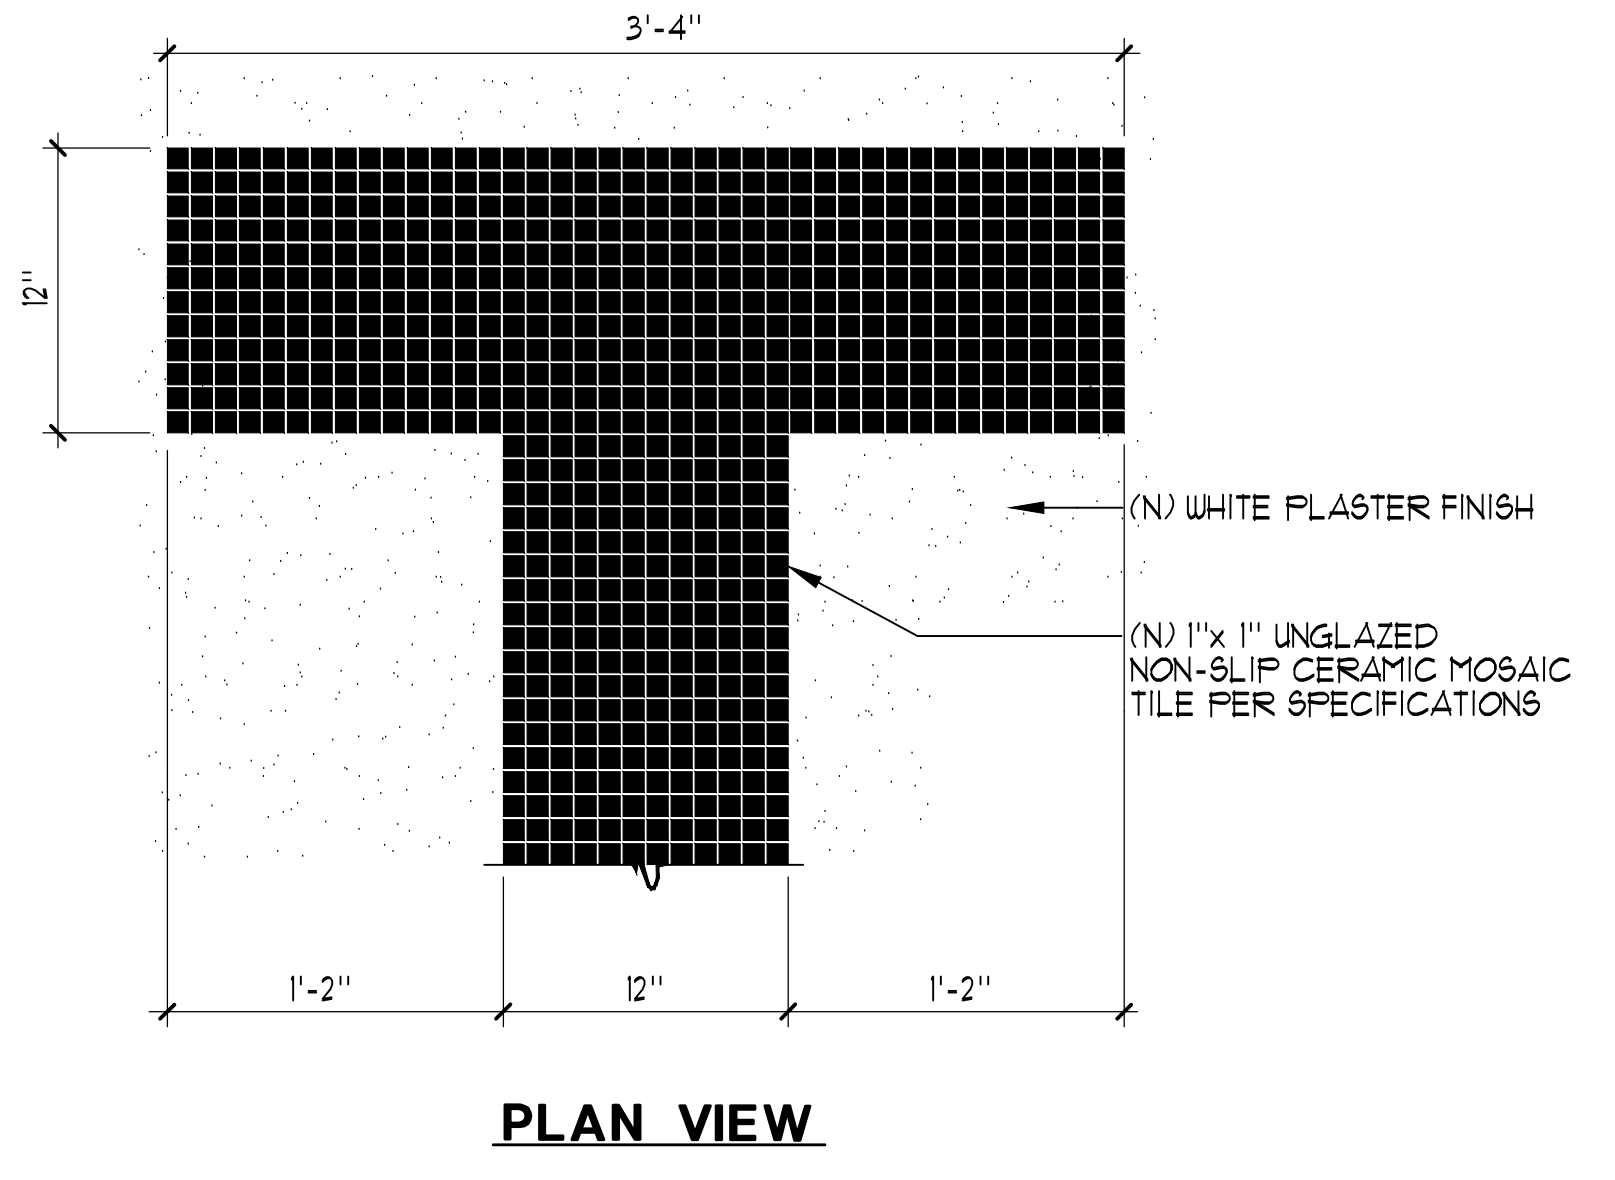 3'-4"
12"
(N) WHITE PLASTER FINISH
(N) 1"x 1" UNGLAZED
NON-SLIP CERAMIC MOSAIC
TILE PER SPECIFICATIONS
1'-2"
12"
1'-2"
PLAN VIEW